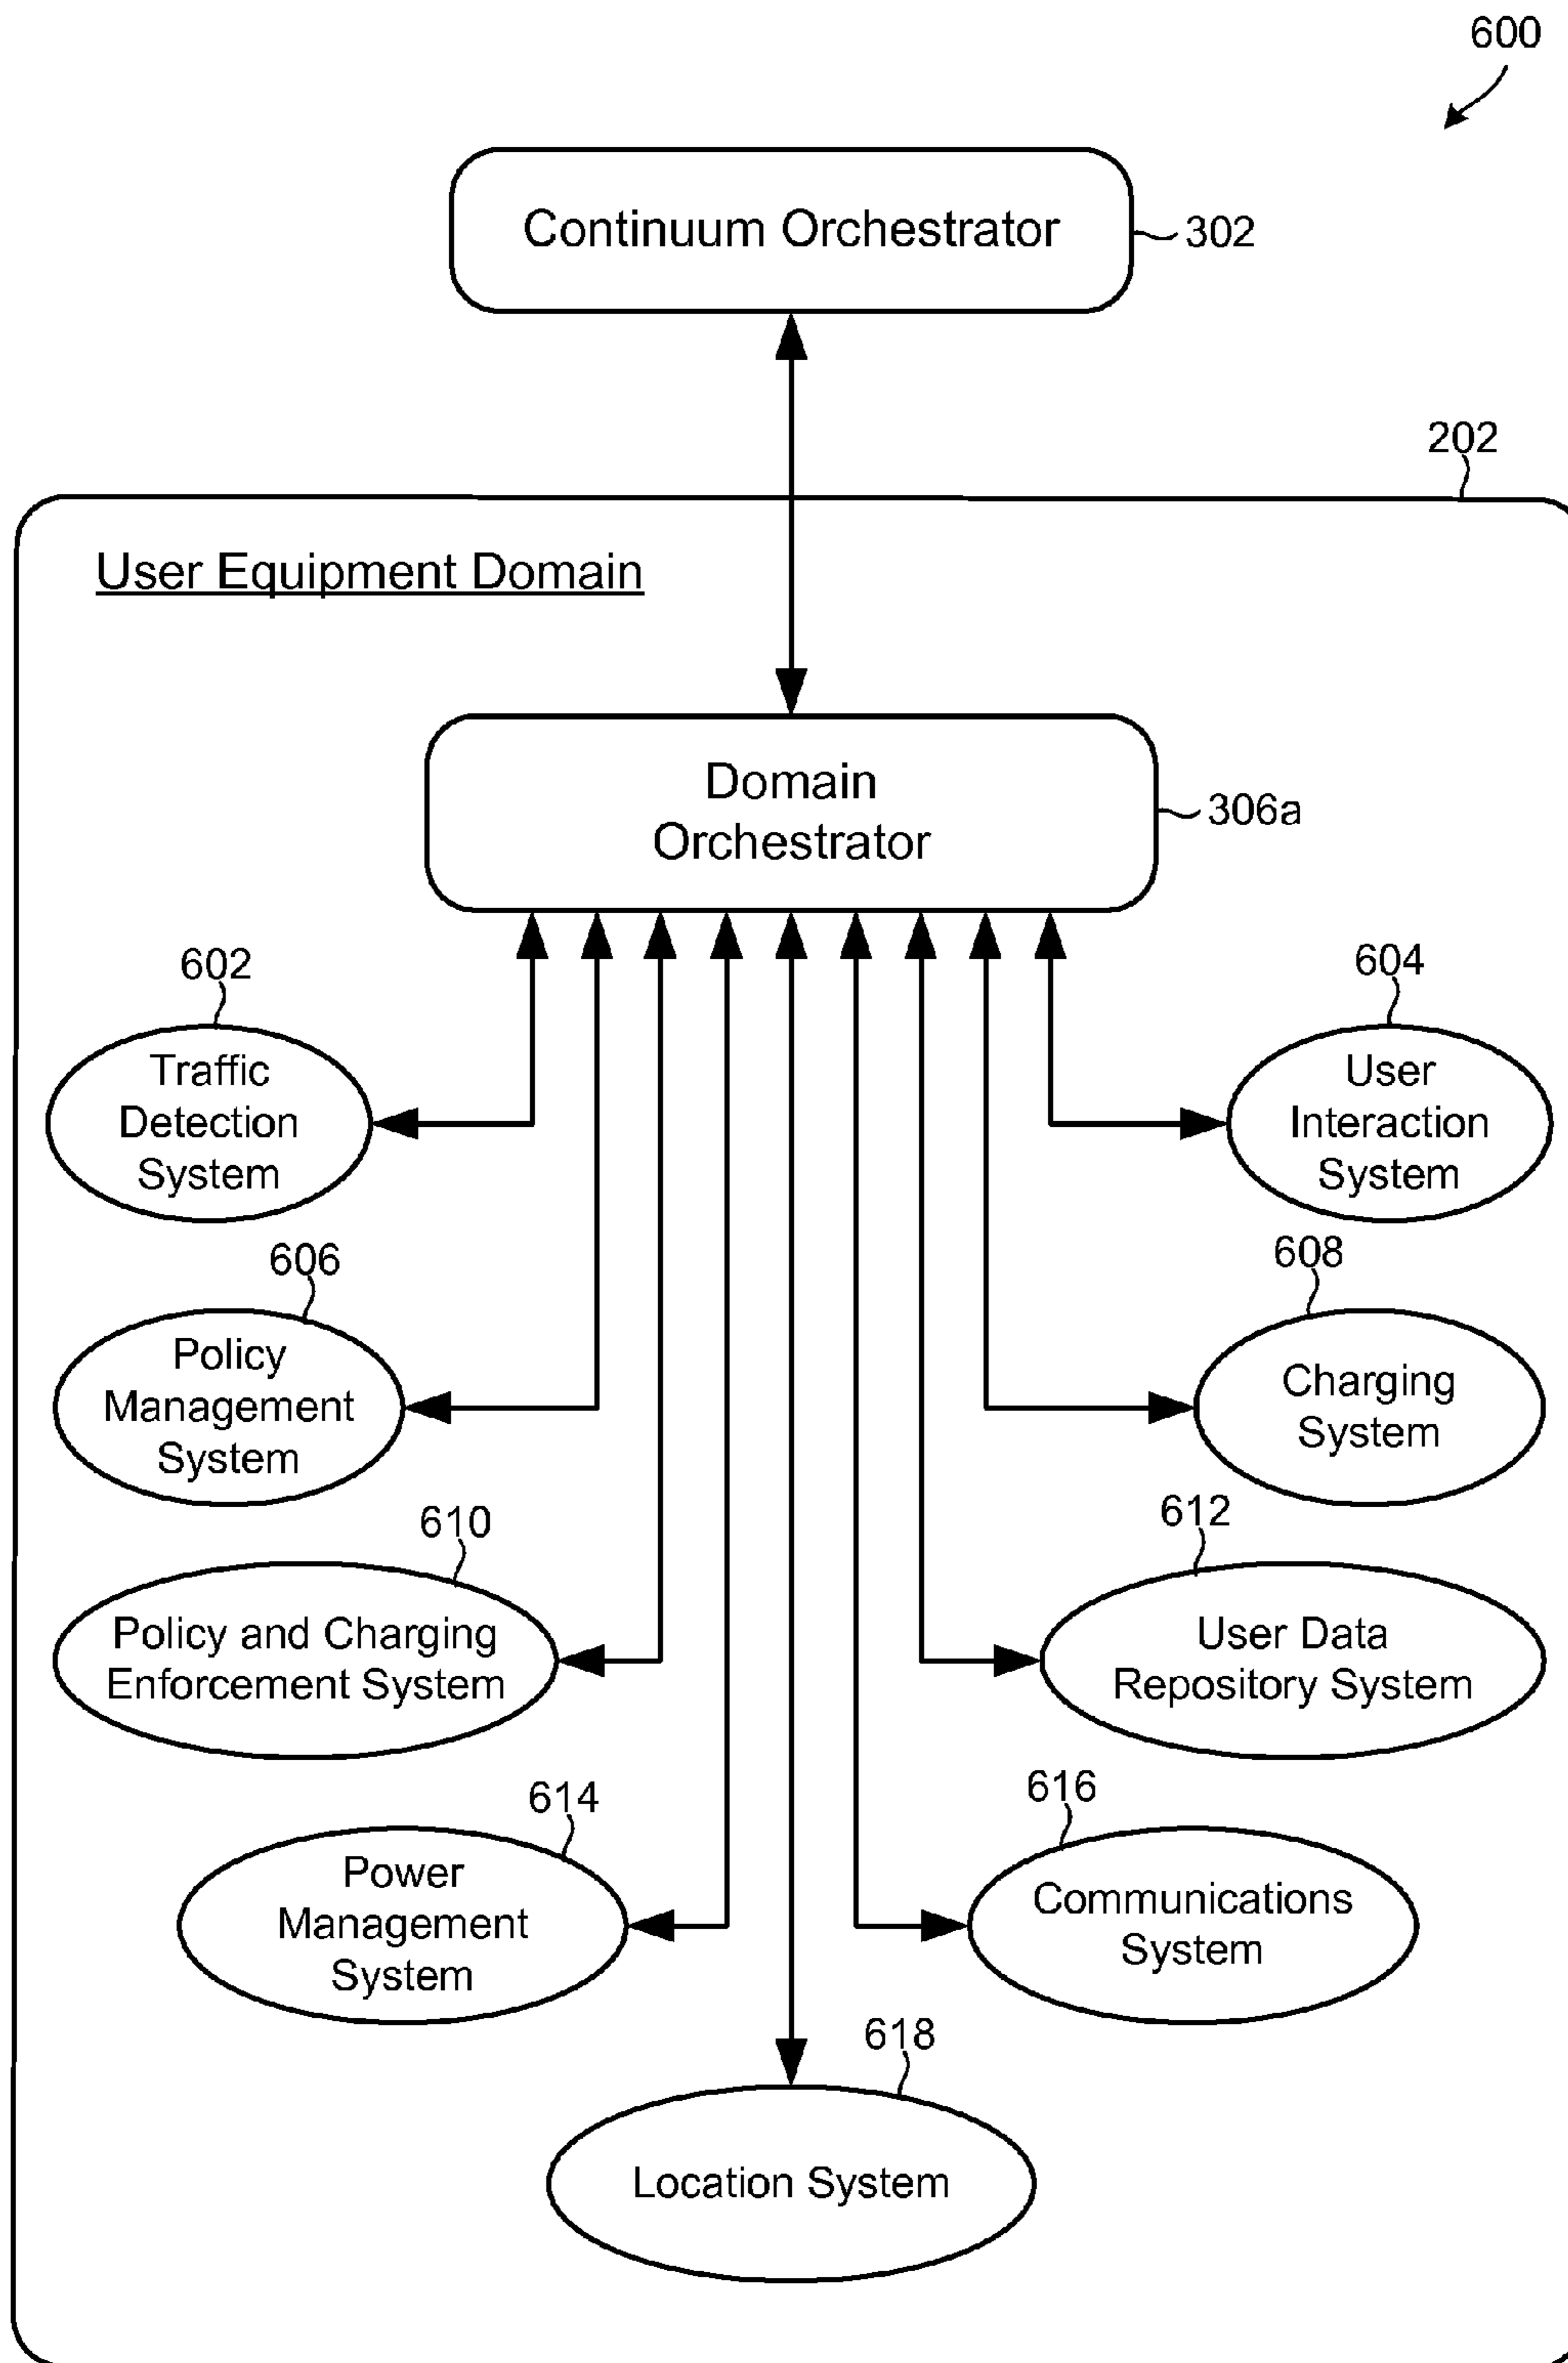 600
Continuum Orchestrator
302
202
User Equipment Domain
Domain
Orchestrator
306a
602
Traffic
Detection
System
604
User
Interaction
System
606
Policy
Management
System
608
Charging
System
610
Policy and Charging
Enforcement System
612
User Data
Repository System
614
Power
Management
System
616
Communications
System
618
Location System